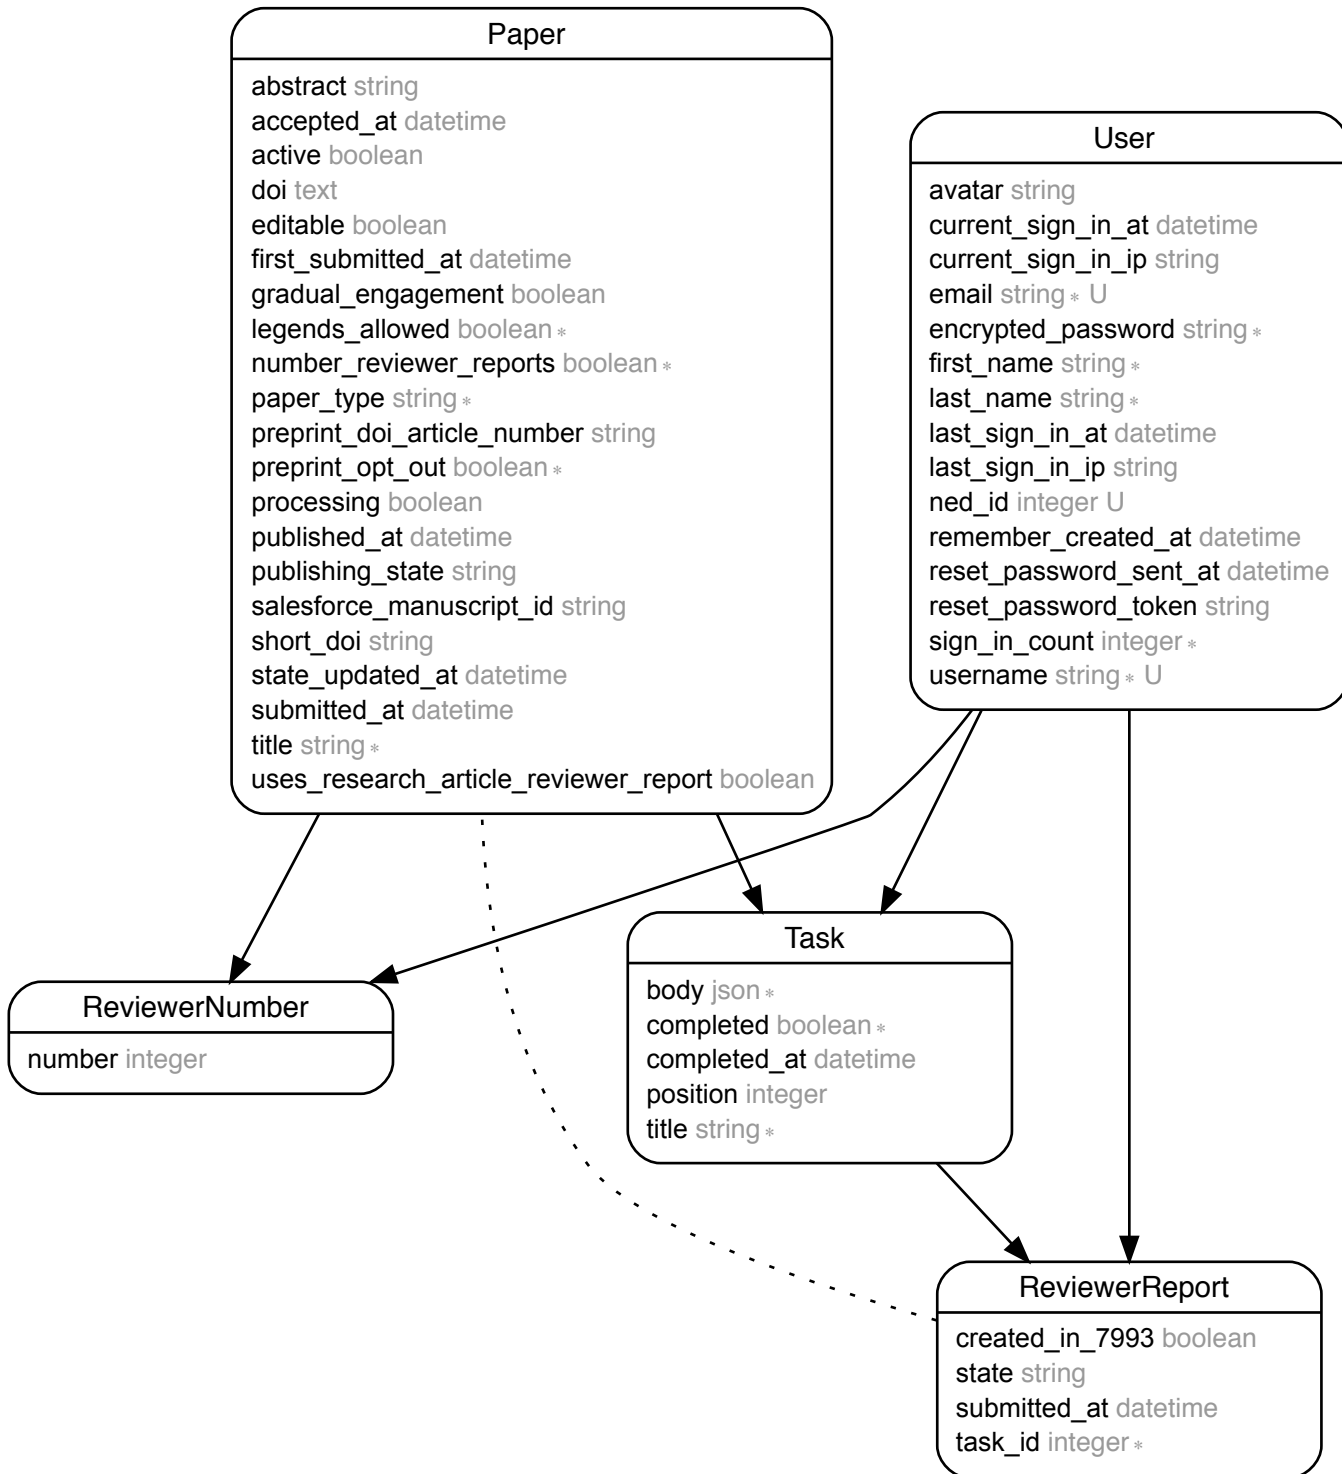 Paper
abstract string
accepted_at datetime
active boolean
doi text
editable boolean
first_submitted_at datetime
gradual_engagement boolean
legends_allowed boolean ∗
number_reviewer_reports boolean ∗
paper_type string ∗
preprint_doi_article_number string
preprint_opt_out boolean ∗
processing boolean
published_at datetime
publishing_state string
salesforce_manuscript_id string
short_doi string
state_updated_at datetime
submitted_at datetime
title string ∗
uses_research_article_reviewer_report boolean
User
avatar string
current_sign_in_at datetime
current_sign_in_ip string
email string ∗ U
encrypted_password string ∗
first_name string ∗
last_name string ∗
last_sign_in_at datetime
last_sign_in_ip string
ned_id integer U
remember_created_at datetime
reset_password_sent_at datetime
reset_password_token string
sign_in_count integer ∗
username string ∗ U
Task
body json ∗
completed boolean ∗
completed_at datetime
position integer
title string ∗
ReviewerNumber
number integer
ReviewerReport
created_in_7993 boolean
state string
submitted_at datetime
task_id integer ∗